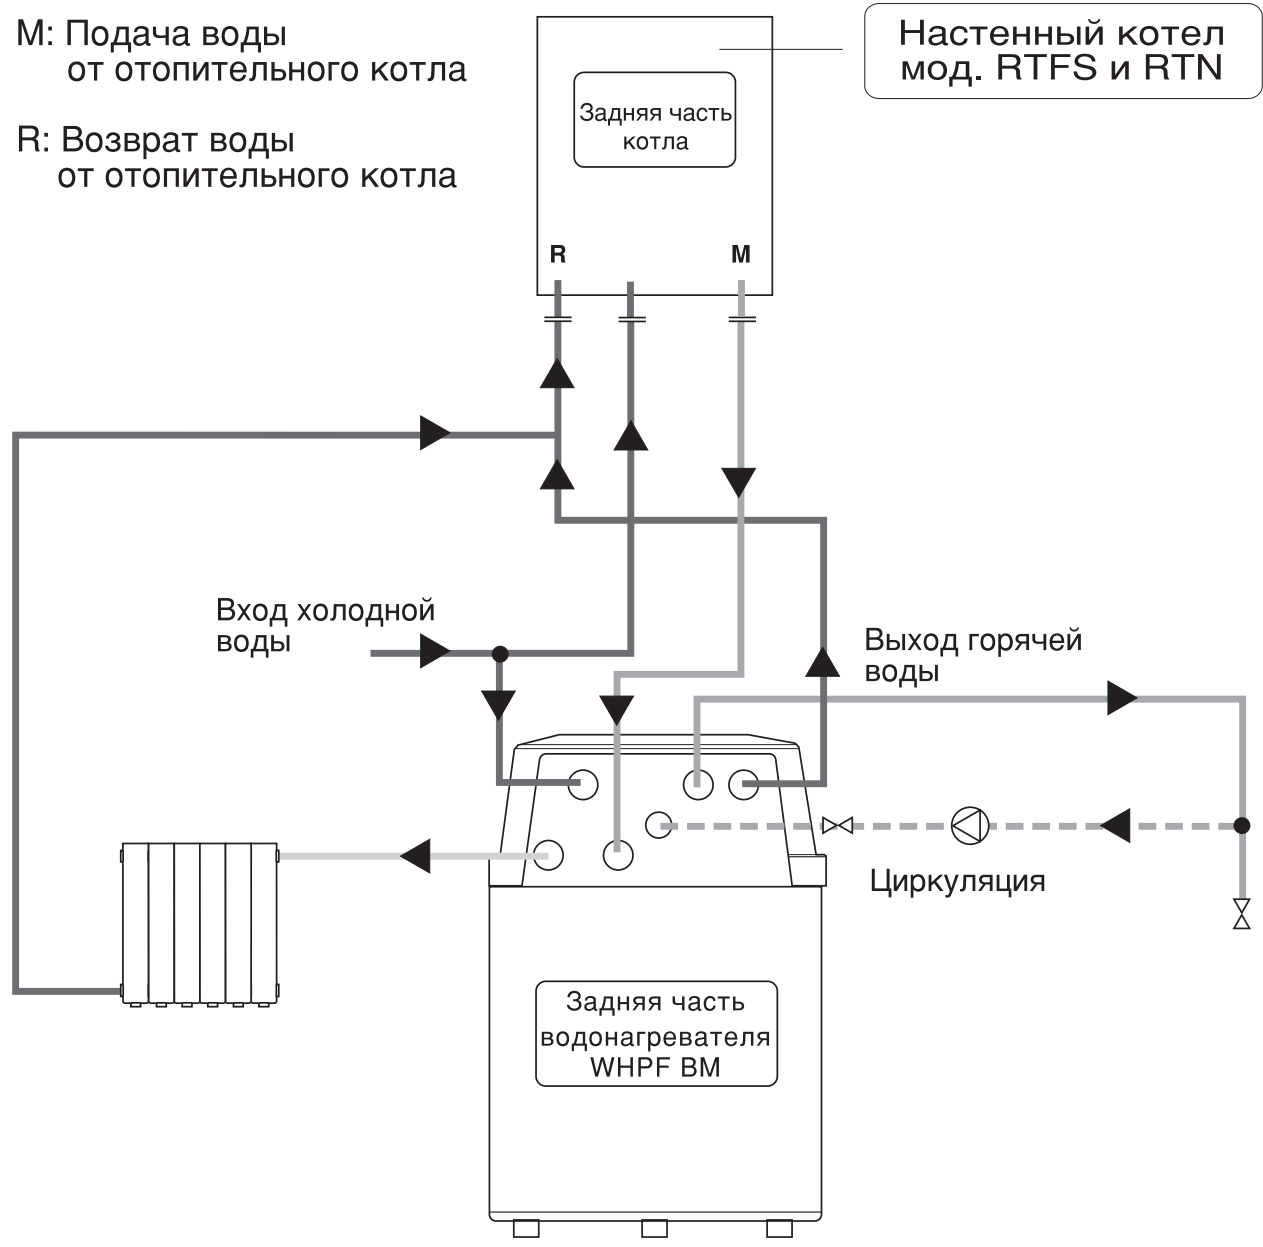 М: Подача воды
от отопительного котла
R: Возврат воды
от отопительного котла
Настенный котел
мод. RTFS и RTN
Задняя часть
котла
R
M
Вход холодной
воды
Выход горячей
воды
Циркуляция
Задняя часть
водонагревателя
WHPF BM